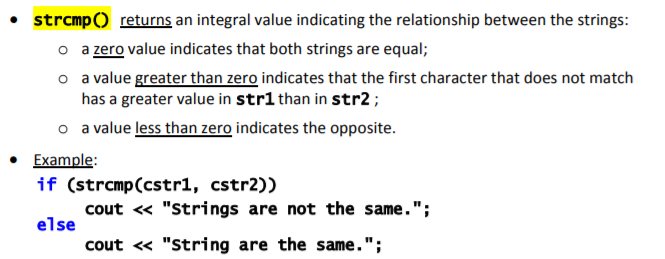 • strcmp() returns an integral value indicating the relationship between the strings:
o a zero value indicates that both strings are equal;
o a value greater than zero indicates that the first character that does not match
has a greater value in str1 than in str2 ;
o a value less than zero indicates the opposite.
• Example:
if (strcmp(cstr1, cstr2))
cout << "Strings are not the same.";
else
cout << "String are the same.";